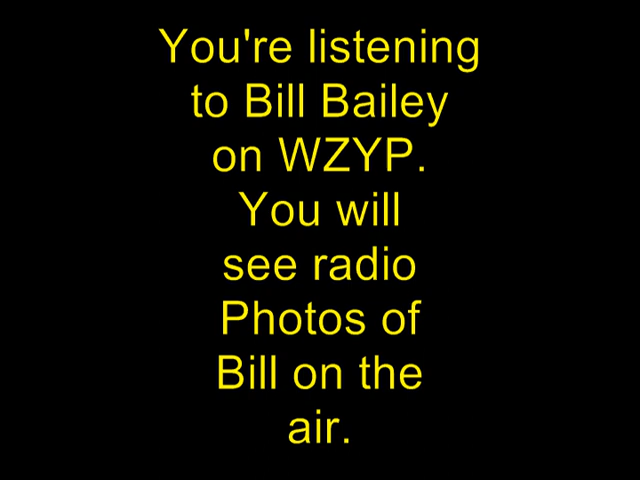 You're listening
to Bill Bailey
on WZYP.
You will
see radio
Photos of
Bill on the
air.